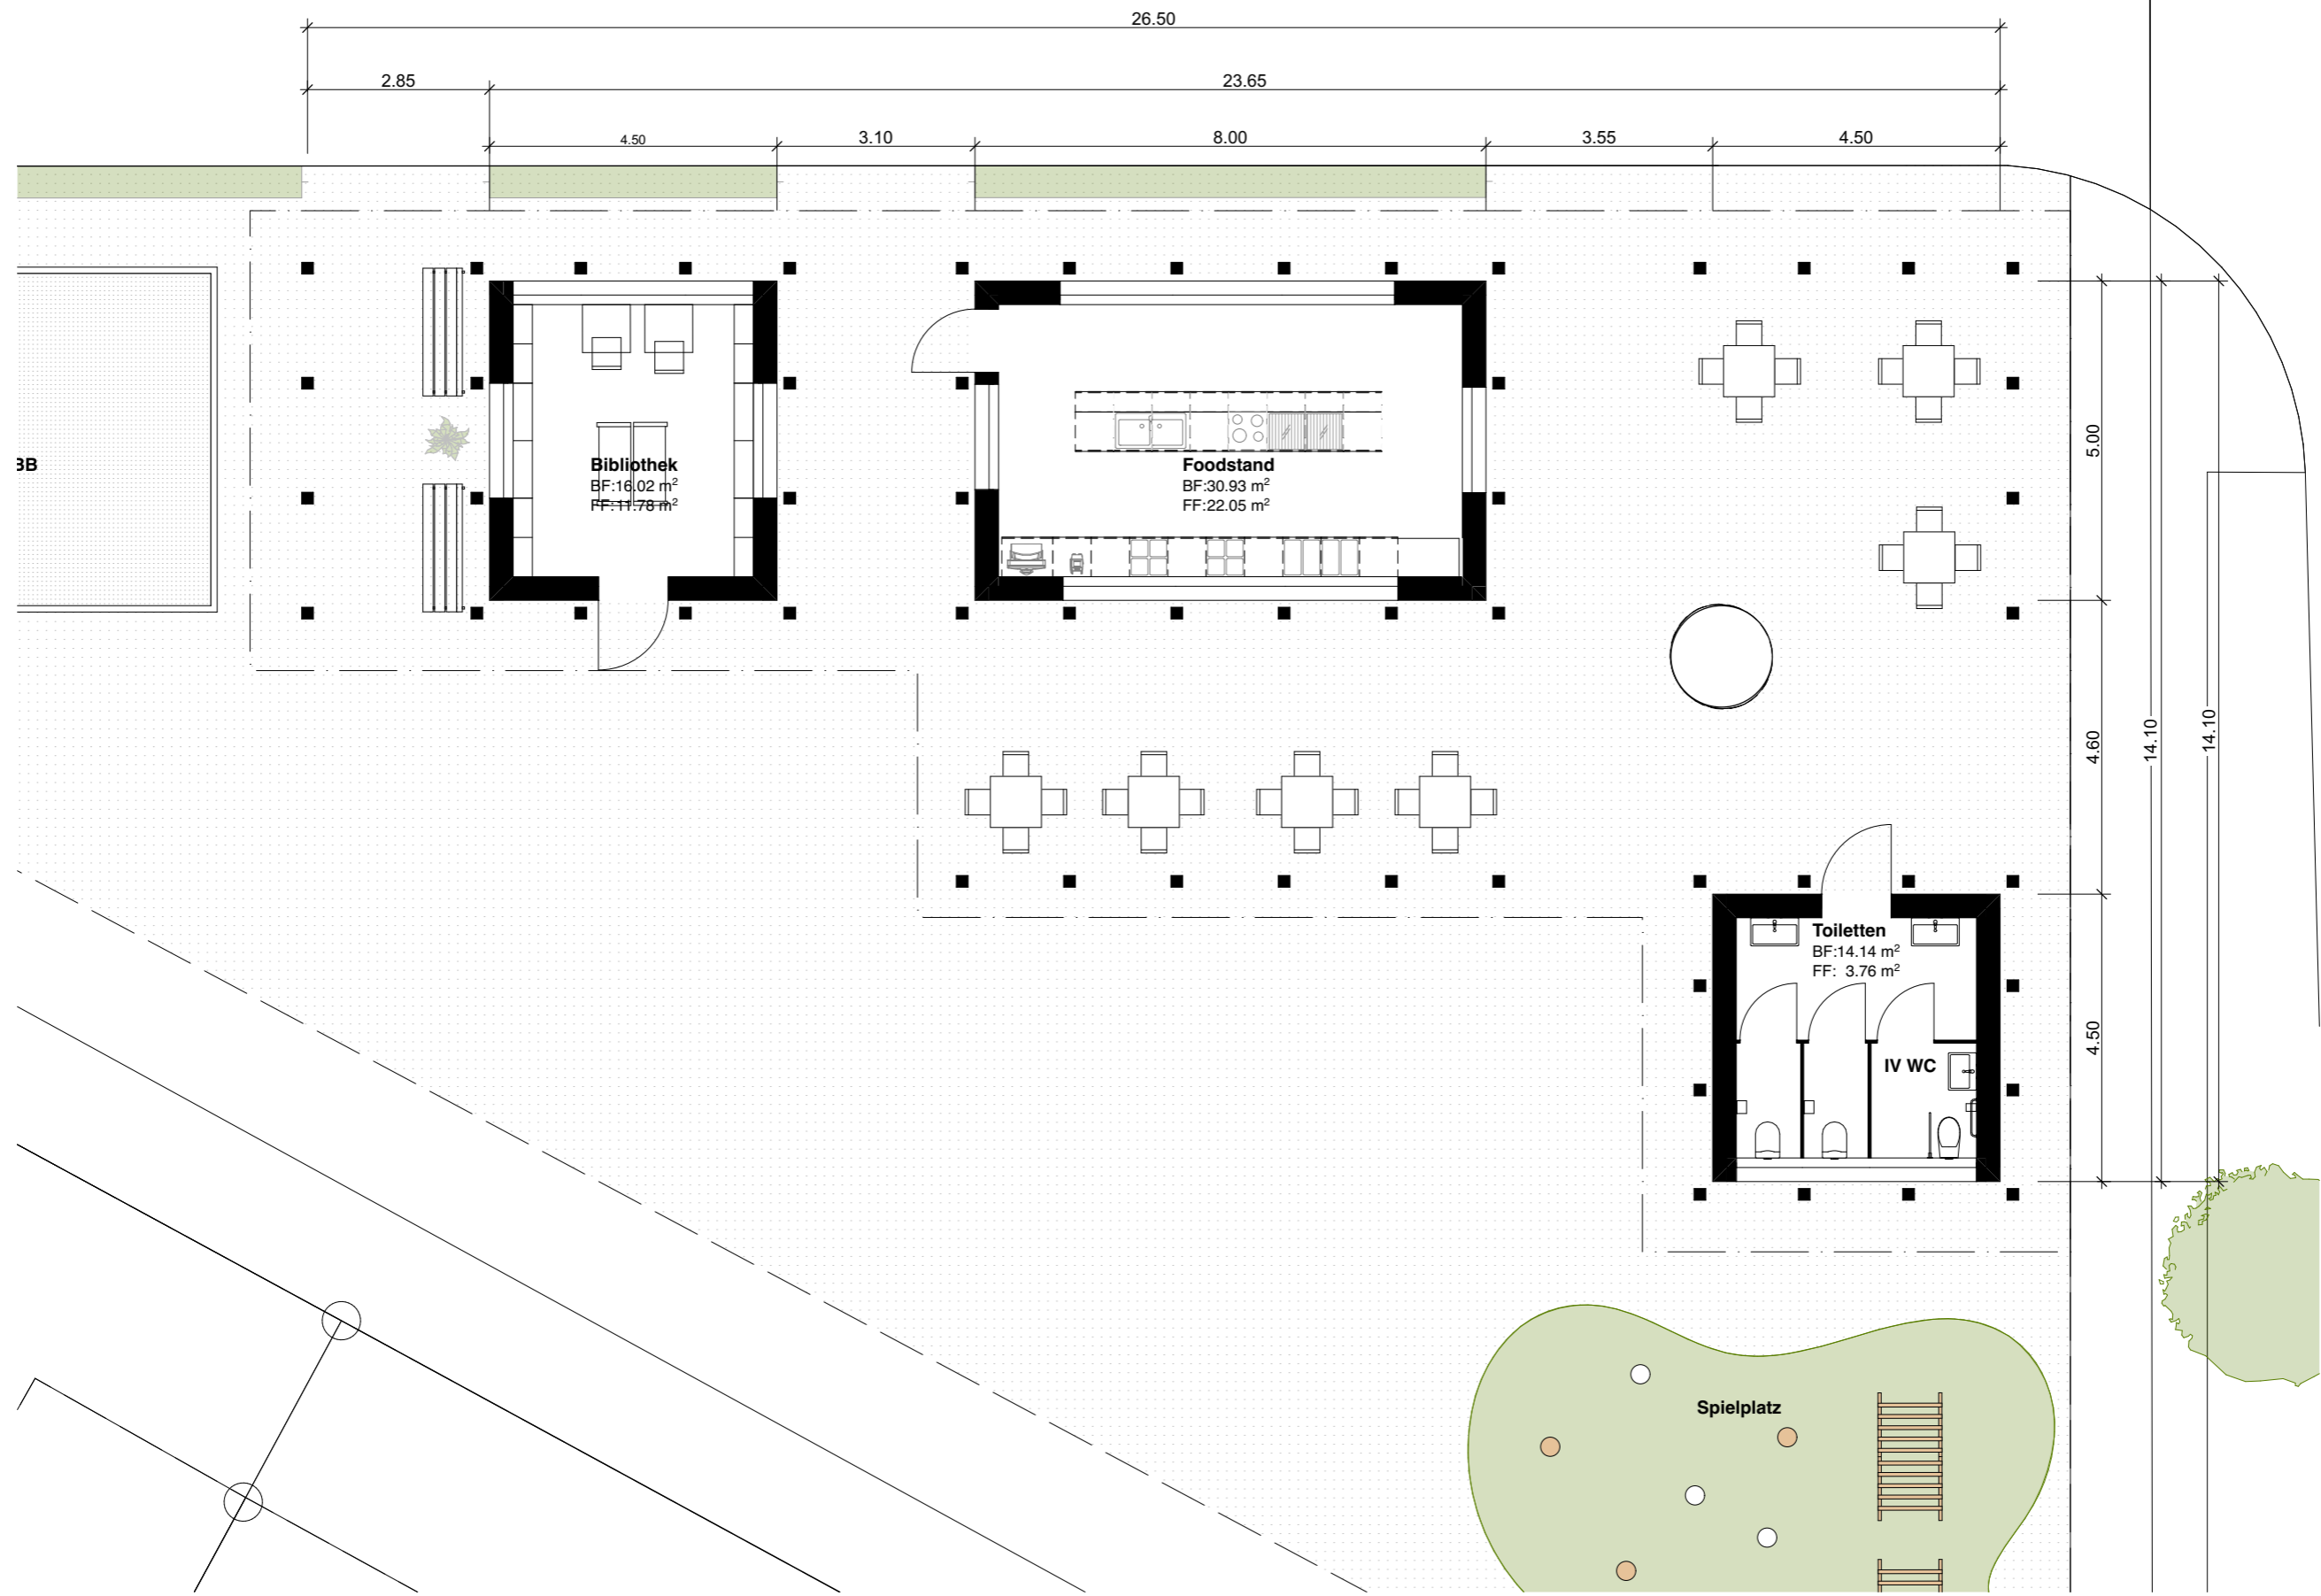 26.50
2.85
23.65
4.50
3.10
8.00
3.55
4.50
BB
Bibliothek
BF:16.02 m²
FF:11.78 m²
Foodstand
BF:30.93 m²
FF:22.05 m²
5.00
4.60
14.10
14.10
Toiletten
BF:14.14 m²
FF: 3.76 m²
4.50
IV WC
Spielplatz